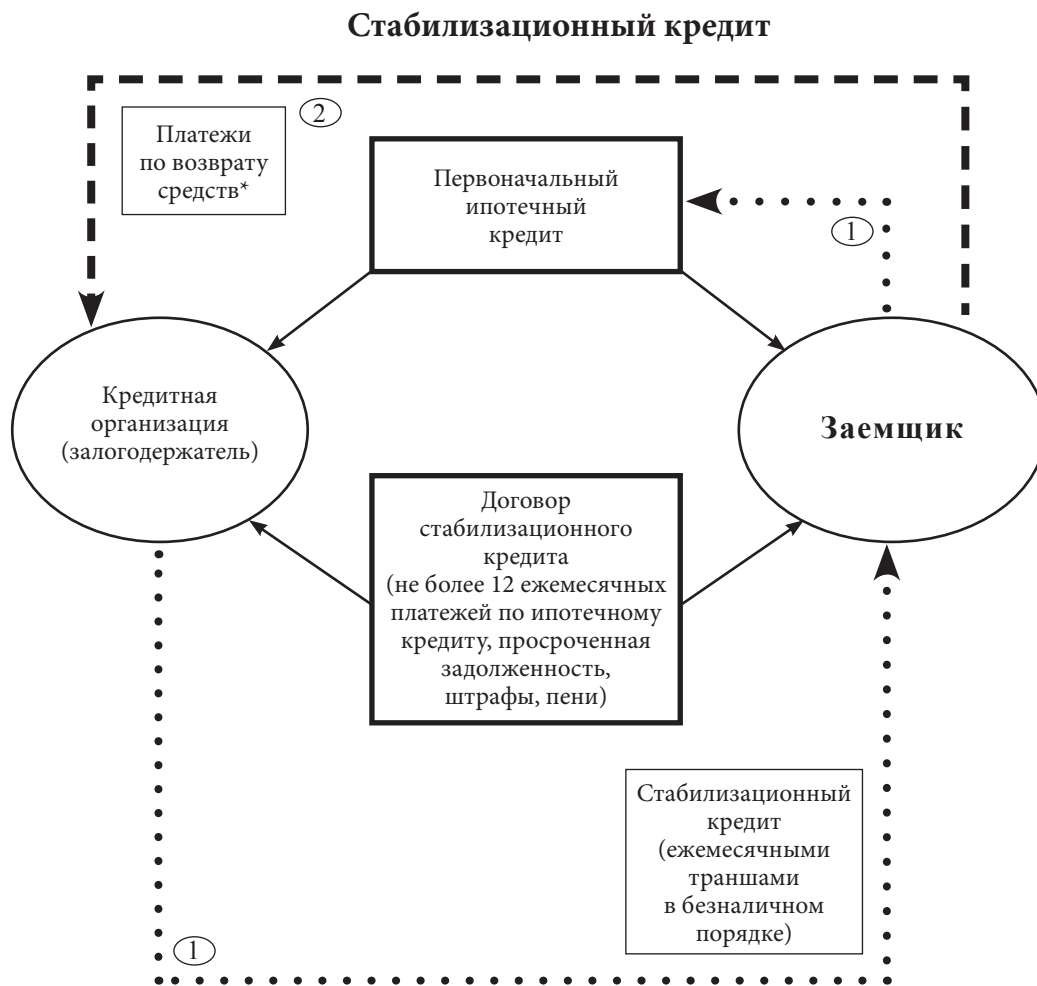 Стабилизационный кредит
2
Платежи
по возврату
средств*
Первоначальный
ипотечный
кредит
1
Кредитная
организация
(залогодержатель)
Заемщик
Договор
стабилизационного
кредита
(не более 12 ежемесячных
платежей по ипотечному
кредиту, просроченная
задолженность,
штрафы, пени)
Стабилизационный
кредит
(ежемесячными
траншами
в безналичном
порядке)
1